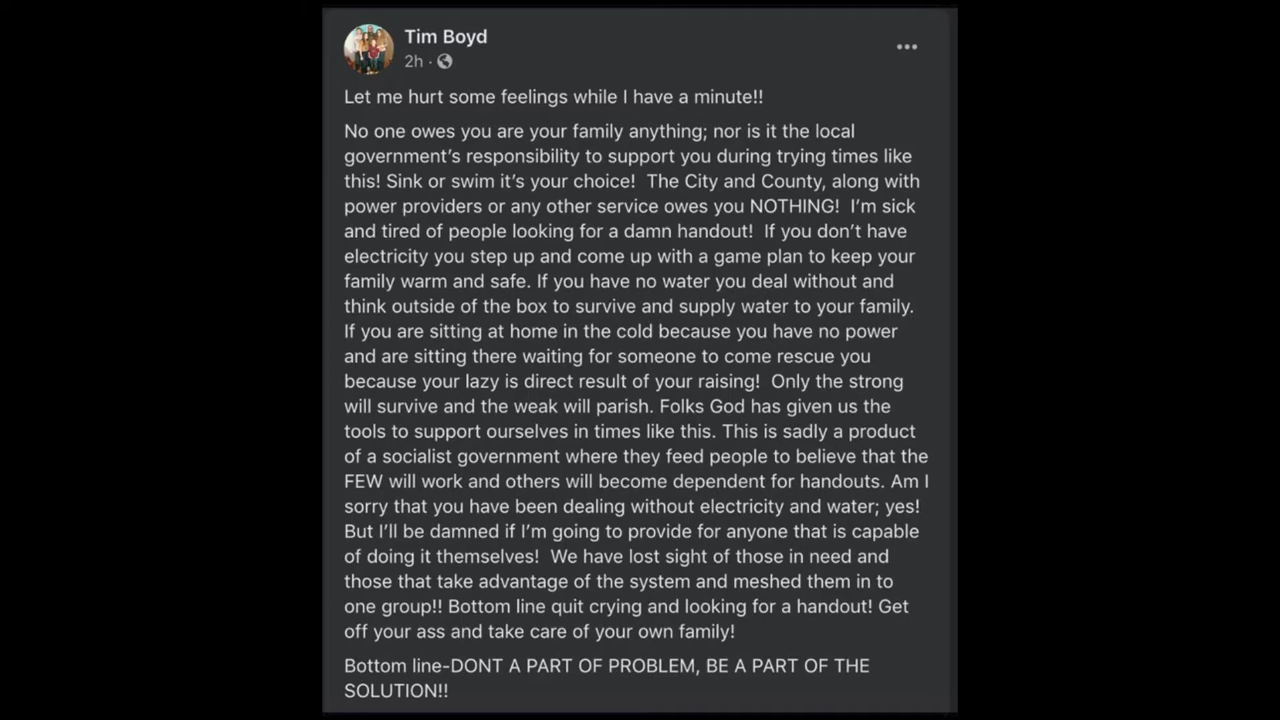 Tim Boyd
2h ·
Let me hurt some feelings while I have a minute!!
No one owes you are your family anything; nor is it the local
government's responsibility to support you during trying times like
this! Sink or swim it's your choice!  The City and County, along with
power providers or any other service owes you NOTHING!  I'm sick
and tired of people looking for a damn handout!  If you don't have
electricity you step up and come up with a game plan to keep your
family warm and safe. If you have no water you deal without and
think outside of the box to survive and supply water to your family.
If you are sitting at home in the cold because you have no power
and are sitting there waiting for someone to come rescue you
because your lazy is direct result of your raising!  Only the strong
will survive and the weak will parish. Folks God has given us the
tools to support ourselves in times like this. This is sadly a product
of a socialist government where they feed people to believe that the
FEW will work and others will become dependent for handouts. Am I
sorry that you have been dealing without electricity and water; yes!
But I'll be damned if I'm going to provide for anyone that is capable
of doing it themselves!  We have lost sight of those in need and
those that take advantage of the system and meshed them in to
one group!! Bottom line quit crying and looking for a handout! Get
off your ass and take care of your own family!
Bottom line-DONT A PART OF PROBLEM, BE A PART OF THE
SOLUTION!!